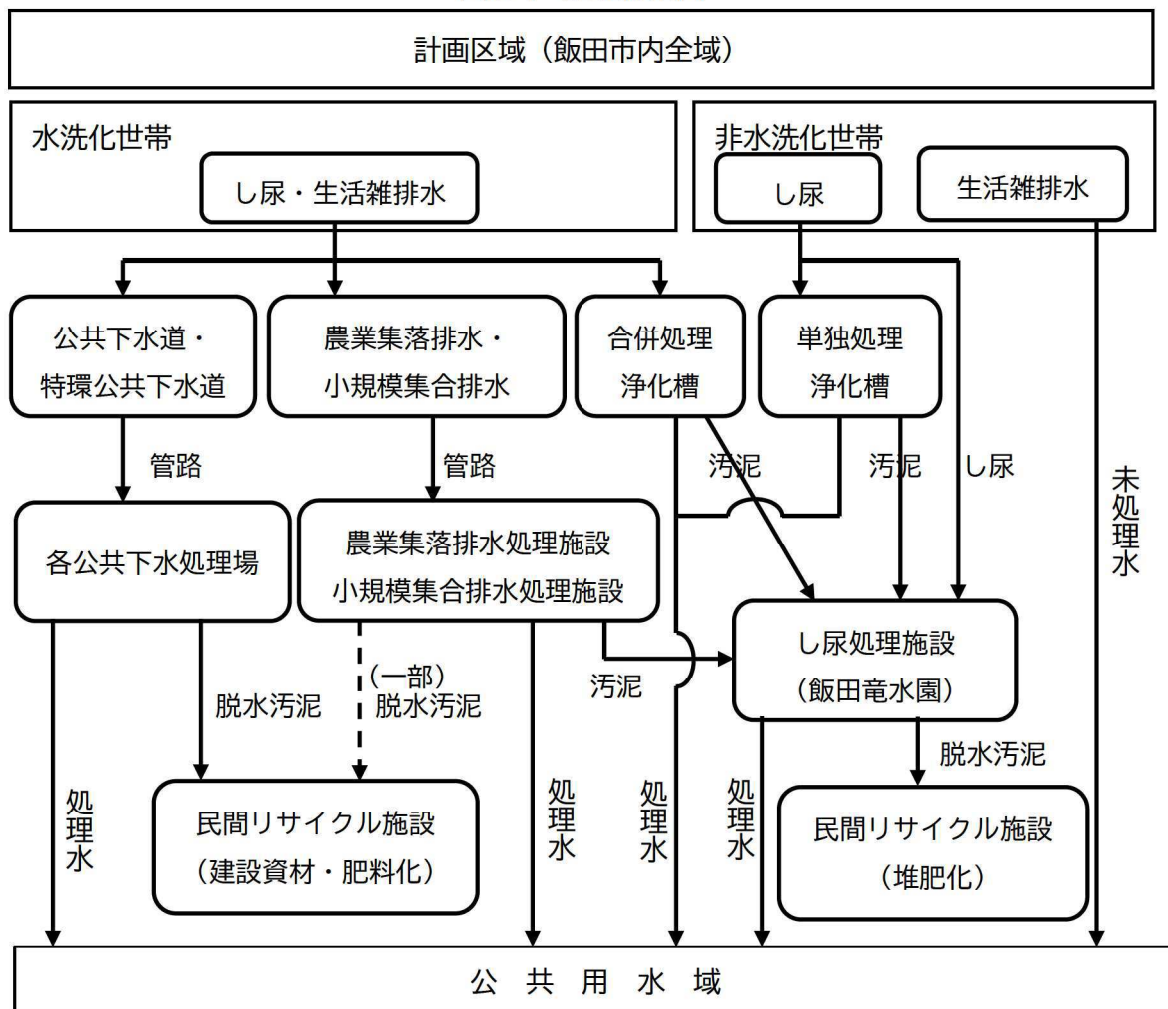 計画区域（飯田市内全域）
水洗化世帯
し尿・生活雑排水
非水洗化世帯
し尿
生活雑排水
公共下水道・
特環公共下水道
農業集落排水・
小規模集合排水
合併処理
浄化槽
単独処理
浄化槽
管路
管路
汚泥
汚泥
し尿
未処理水
各公共下水処理場
農業集落排水処理施設
小規模集合排水処理施設
し尿処理施設
（飯田竜水園）
脱水汚泥
（一部）
脱水汚泥
汚泥
脱水汚泥
処理水
民間リサイクル施設
（建設資材・肥料化）
処理水
処理水
処理水
民間リサイクル施設
（堆肥化）
公共用水域